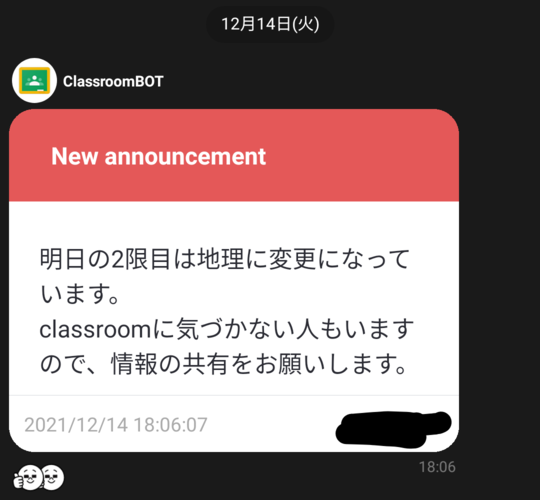 12月14日(火)
ClassroomBOT
New announcement
明日の2限目は地理に変更になって
います。
classroomに気づかない人もいます
ので、情報の共有をお願いします。
2021/12/14 18:06:07
18:06